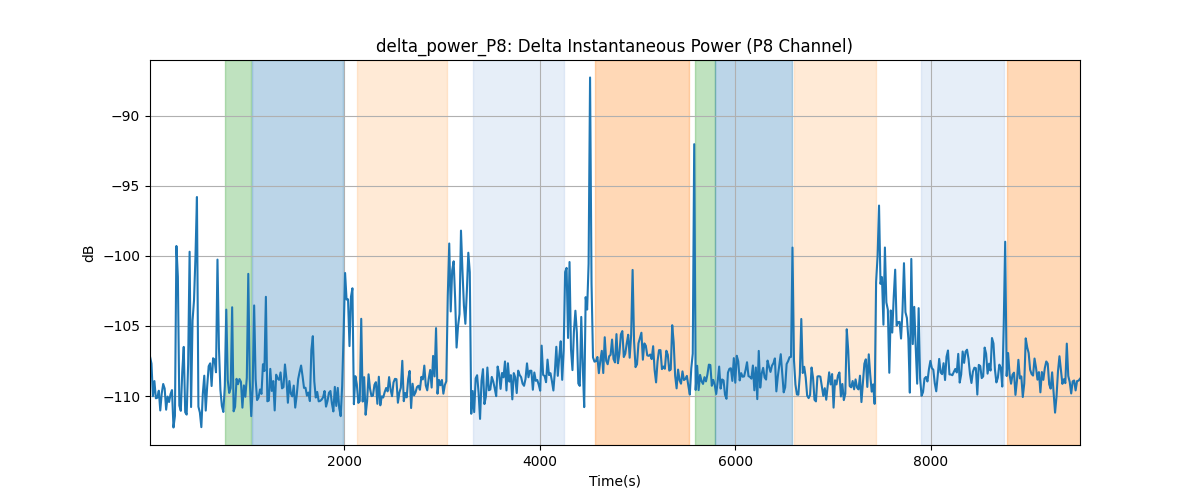 delta_power_P8: Delta Instantaneous Power (P8 Channel)
−90
−95
−100
−105
−110
dB
2000 4000 6000 8000
Time(s)